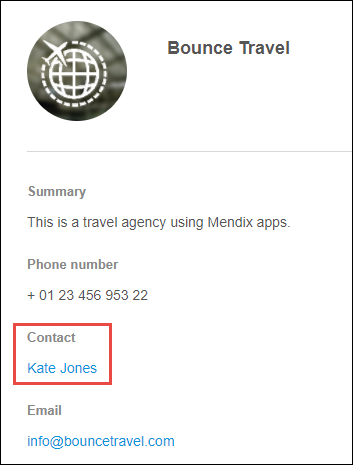 Bounce Travel
Summary
This is a travel agency using Mendix apps.
Phone number
+ 01 23 456 953 22
Contact
Kate Jones
Email
info@bouncetravel.com